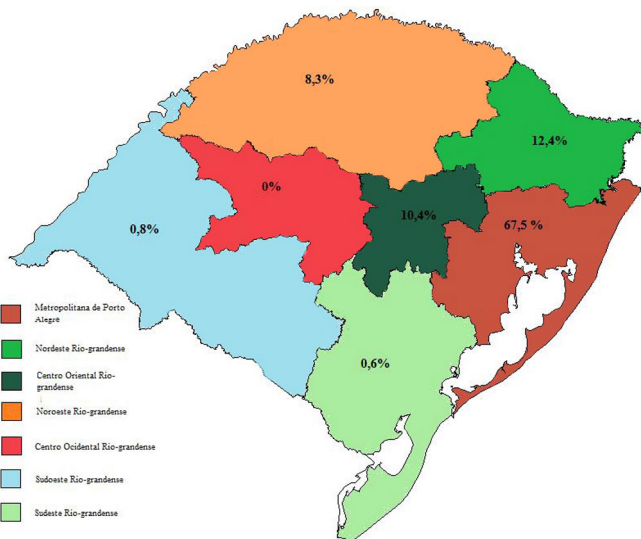 8,3%
12,4%
0%
10,4%
67,5 %
0,8%
0,6%
Metropolitana de Porto
Alegre
Nordeste Rio-grandense
Centro Oriental Rio-
grandense
Noroeste Rio-grandense
Centro Ocidental Rio-grandense
Sudoeste Rio-grandense
Sudeste Rio-grandense